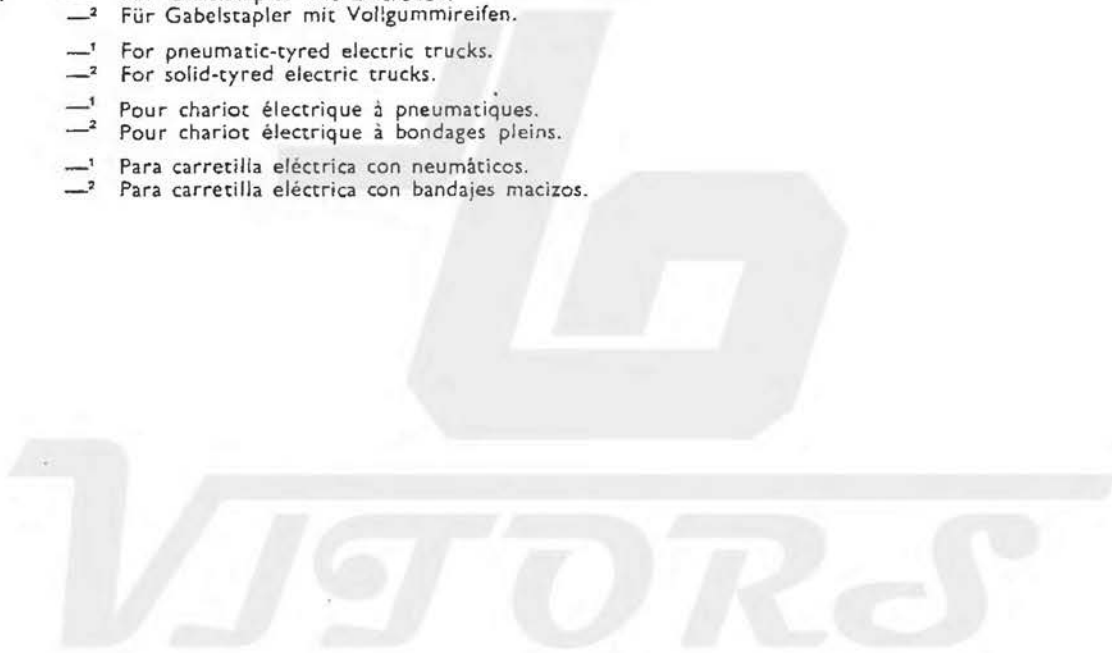 —² Für Gabelstapler mit Vollgummireifen.
—¹ For pneumatic-tyred electric trucks.
—² For solid-tyred electric trucks.
—¹ Pour chariot électrique à pneumatiques.
—² Pour chariot électrique à bondages pleins.
—¹ Para carretilla eléctrica con neumáticos.
—² Para carretilla eléctrica con bandajes macizos.
VITORS